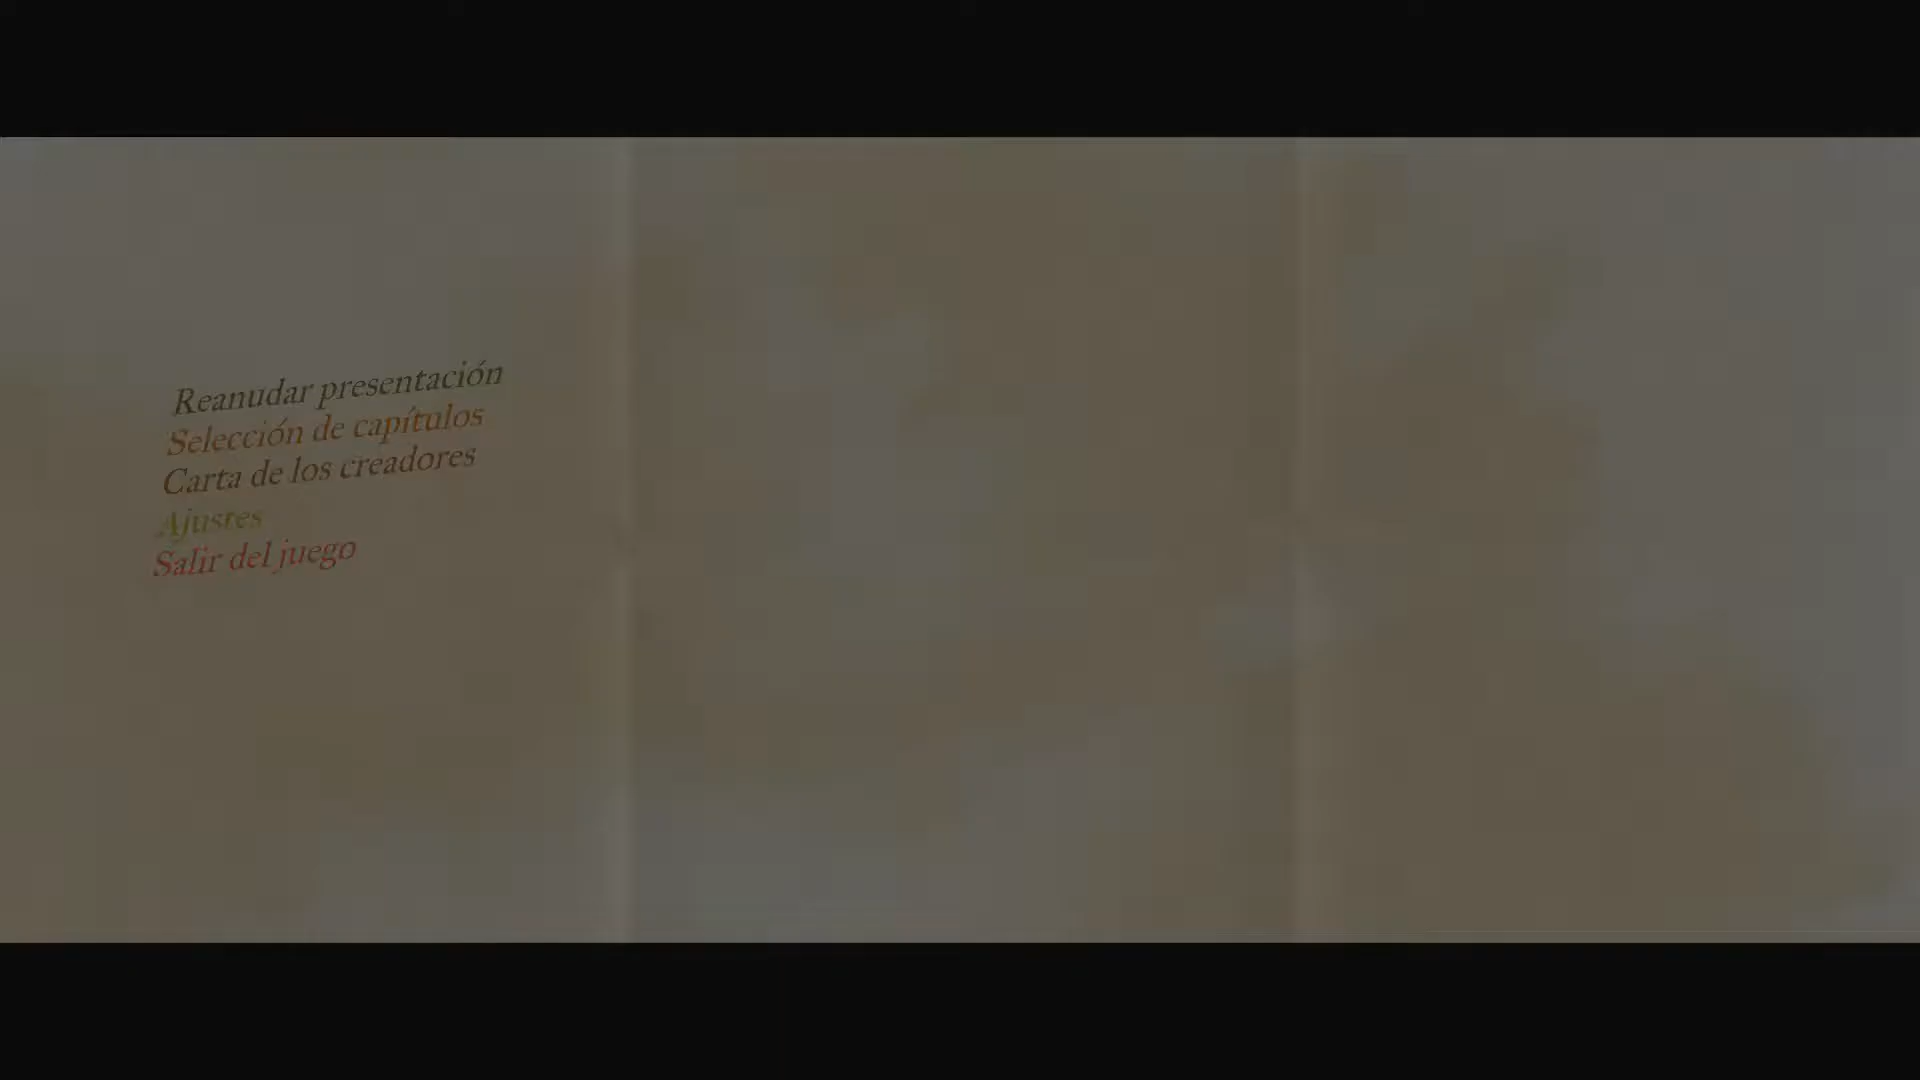 Reanudar presentación
Selección de capítulos
Carta de los creadores
Ajustes
Salir del juego